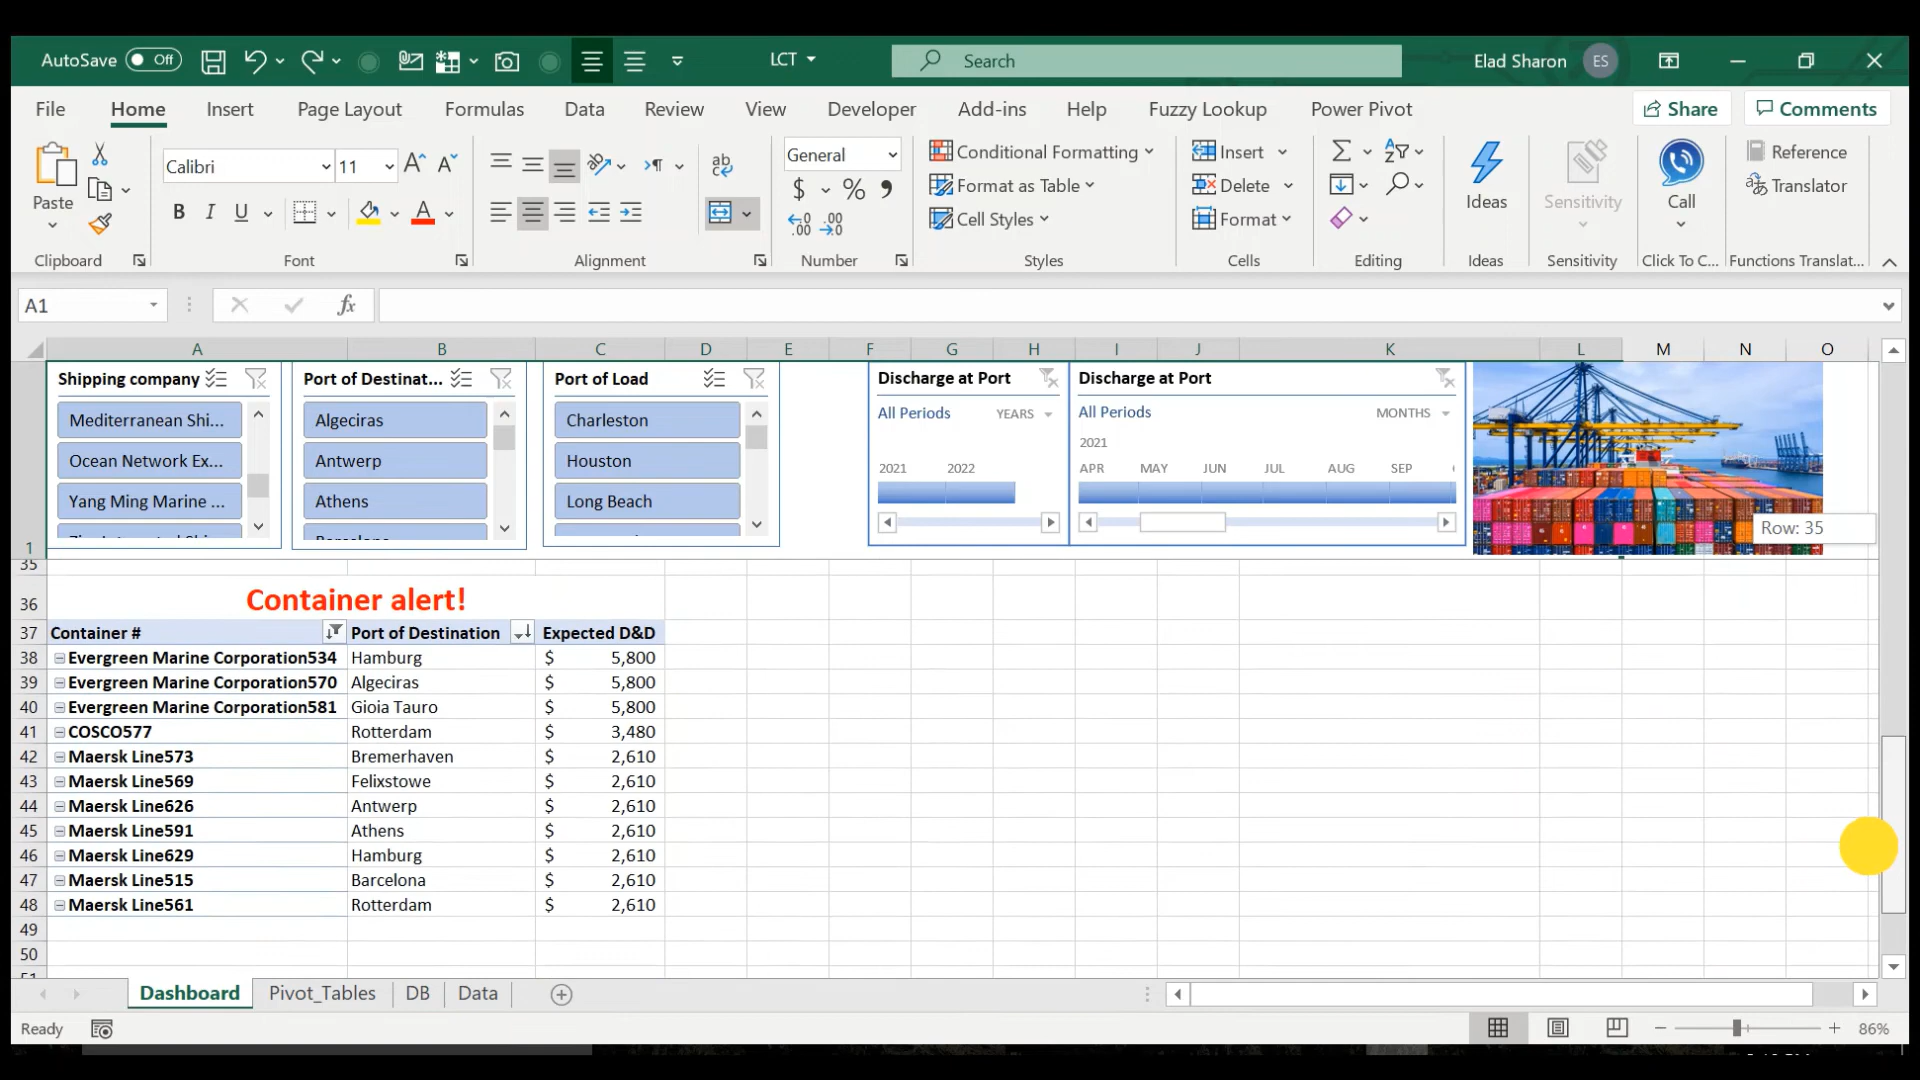 AutoSave Off LCT Search Elad Sharon ES
File Home Insert Page Layout Formulas Data Review View Developer Add-ins Help Fuzzy Lookup Power Pivot Share Comments
Paste
Clipboard
Calibri 11
B I U
Font
ab
Alignment
General
$ % 9
Number
Conditional Formatting
Format as Table
Cell Styles
Styles
Insert
Delete
Format
Cells
Editing
Ideas
Ideas
Sensitivity
Sensitivity
Call
Click To C...
Reference
Translator
Functions Translat...
A1 fx
A B C D E F G H I J K L M N O
Shipping company
Mediterranean Shi...
Ocean Network Ex...
Yang Ming Marine ...
Port of Destinat...
Algeciras
Antwerp
Athens
Barcelona
Port of Load
Charleston
Houston
Long Beach
Discharge at Port
All Periods YEARS
2021 2022
Discharge at Port
All Periods MONTHS
2021
APR MAY JUN JUL AUG SEP
Row: 35
1
35
36 Container alert!
37 Container # Port of Destination Expected D&D
38 Evergreen Marine Corporation534 Hamburg $ 5,800
39 Evergreen Marine Corporation570 Algeciras $ 5,800
40 Evergreen Marine Corporation581 Gioia Tauro $ 5,800
41 COSCO577 Rotterdam $ 3,480
42 Maersk Line573 Bremerhaven $ 2,610
43 Maersk Line569 Felixstowe $ 2,610
44 Maersk Line626 Antwerp $ 2,610
45 Maersk Line591 Athens $ 2,610
46 Maersk Line629 Hamburg $ 2,610
47 Maersk Line515 Barcelona $ 2,610
48 Maersk Line561 Rotterdam $ 2,610
49
50
51
Dashboard Pivot_Tables DB Data
Ready 86%